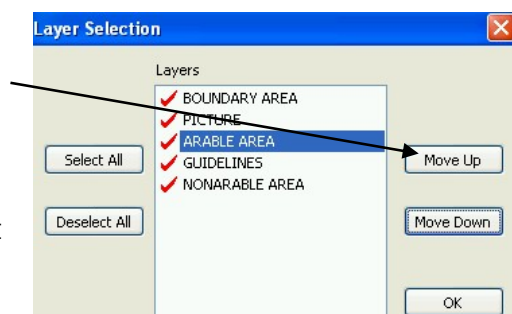 Layer Selection
Layers
BOUNDARY AREA
PICTURE
ARABLE AREA
GUIDELINES
NONARABLE AREA
Select All
Deselect All
Move Up
Move Down
OK